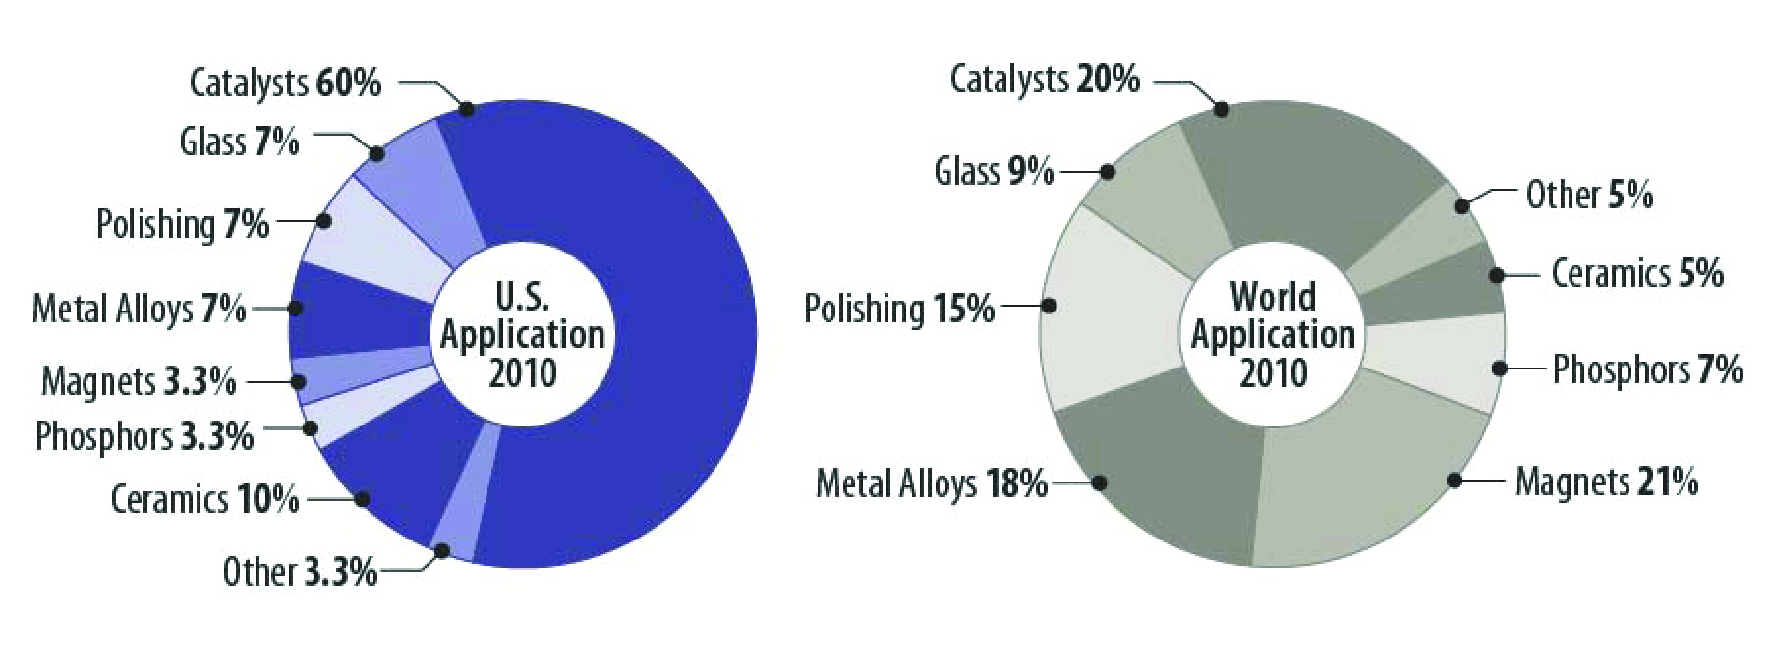 Catalysts 60%
Glass 7%
Polishing 7%
Metal Alloys 7%
Magnets 3.3%
Phosphors 3.3%
Ceramics 10%
Other 3.3%
U.S.
Application
2010
Catalysts 20%
Glass 9%
Polishing 15%
Metal Alloys 18%
Other 5%
Ceramics 5%
Phosphors 7%
Magnets 21%
World
Application
2010